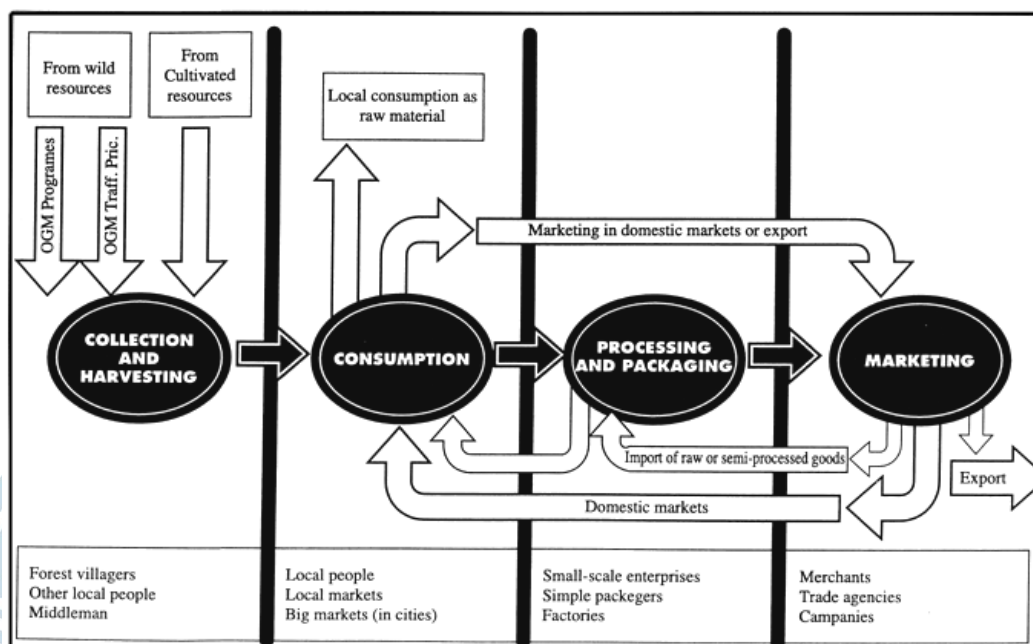 From wild
resources
From
Cultivated
resources
Local consumption as
raw material
OGM Programes
OGM Traff. Pric.
Marketing in domestic markets or export
COLLECTION
AND
HARVESTING
CONSUMPTION
PROCESSING
AND PACKAGING
MARKETING
Import of raw or semi-processed goods
Export
Domestic markets
Forest villagers
Other local people
Middleman
Local people
Local markets
Big markets (in cities)
Small-scale enterprises
Simple packegers
Factories
Merchants
Trade agencies
Campanies